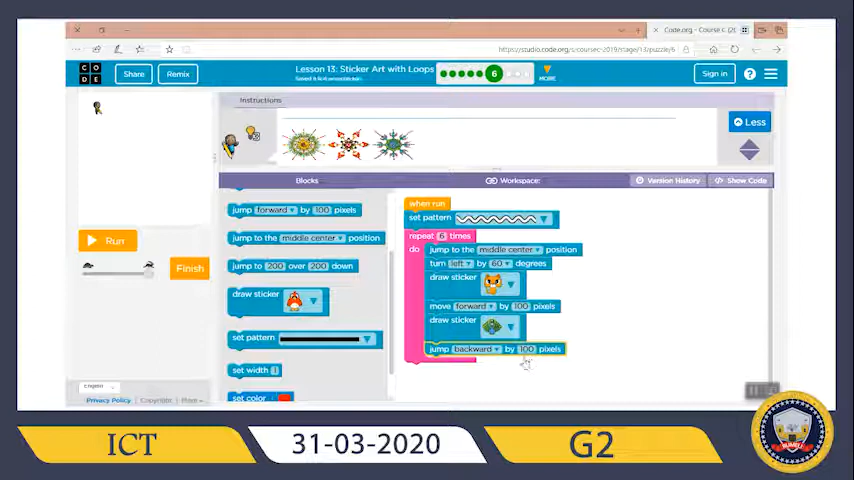 Code.org - Course c (20
https://studio.code.org/s/coursec-2019/stage/13/puzzle/6
CODE
Share
Remix
Lesson 13: Sticker Art with Loops
6
MORE
Sign in
?
Instructions
Less
Blocks
Workspace:
Version History
</> Show Code
jump forward by 100 pixels
jump to the middle center position
jump to 200 over 200 down
draw sticker
set pattern
set width 1
set color
when run
set pattern
repeat 6 times
do
jump to the middle center position
turn left by 60 degrees
draw sticker
move forward by 100 pixels
draw sticker
jump backward by 100 pixels
Run
Finish
English
Privacy Policy
Copyright
More
ICT
31-03-2020
G2